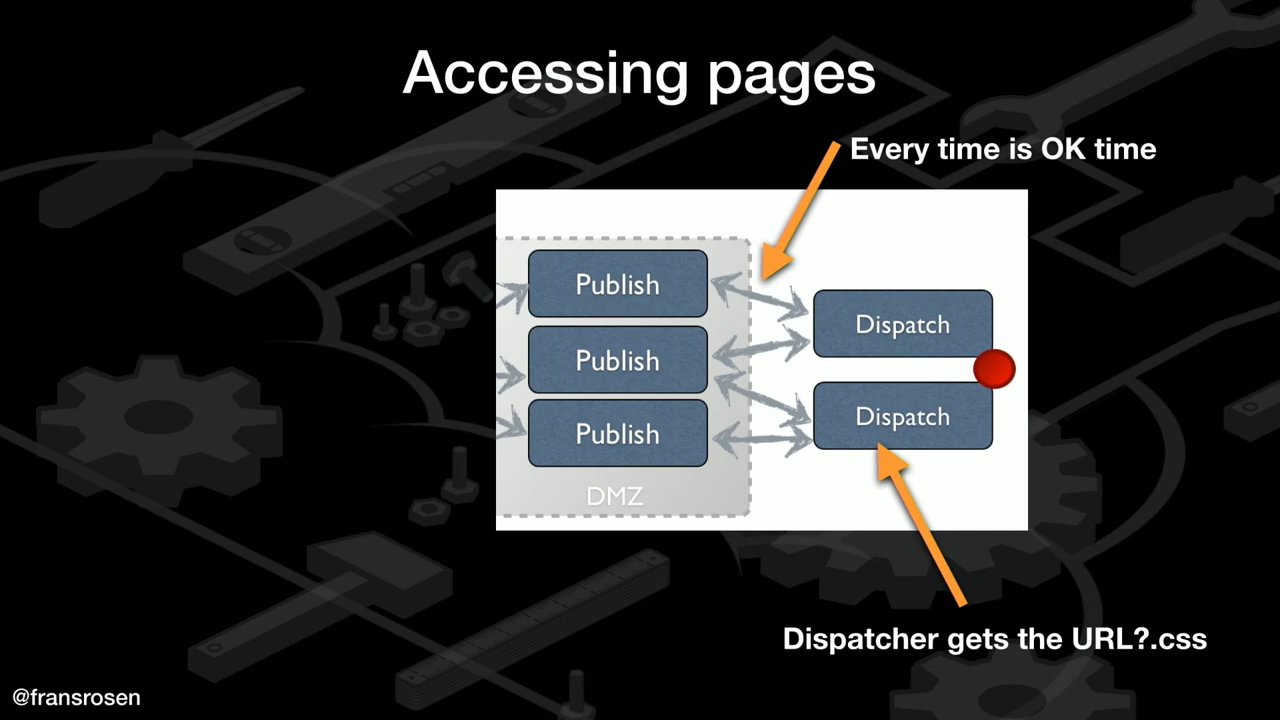 Accessing pages
Every time is OK time
Publish
Dispatch
Publish
Dispatch
Publish
DMZ
Dispatcher gets the URL?.css
@fransrosen